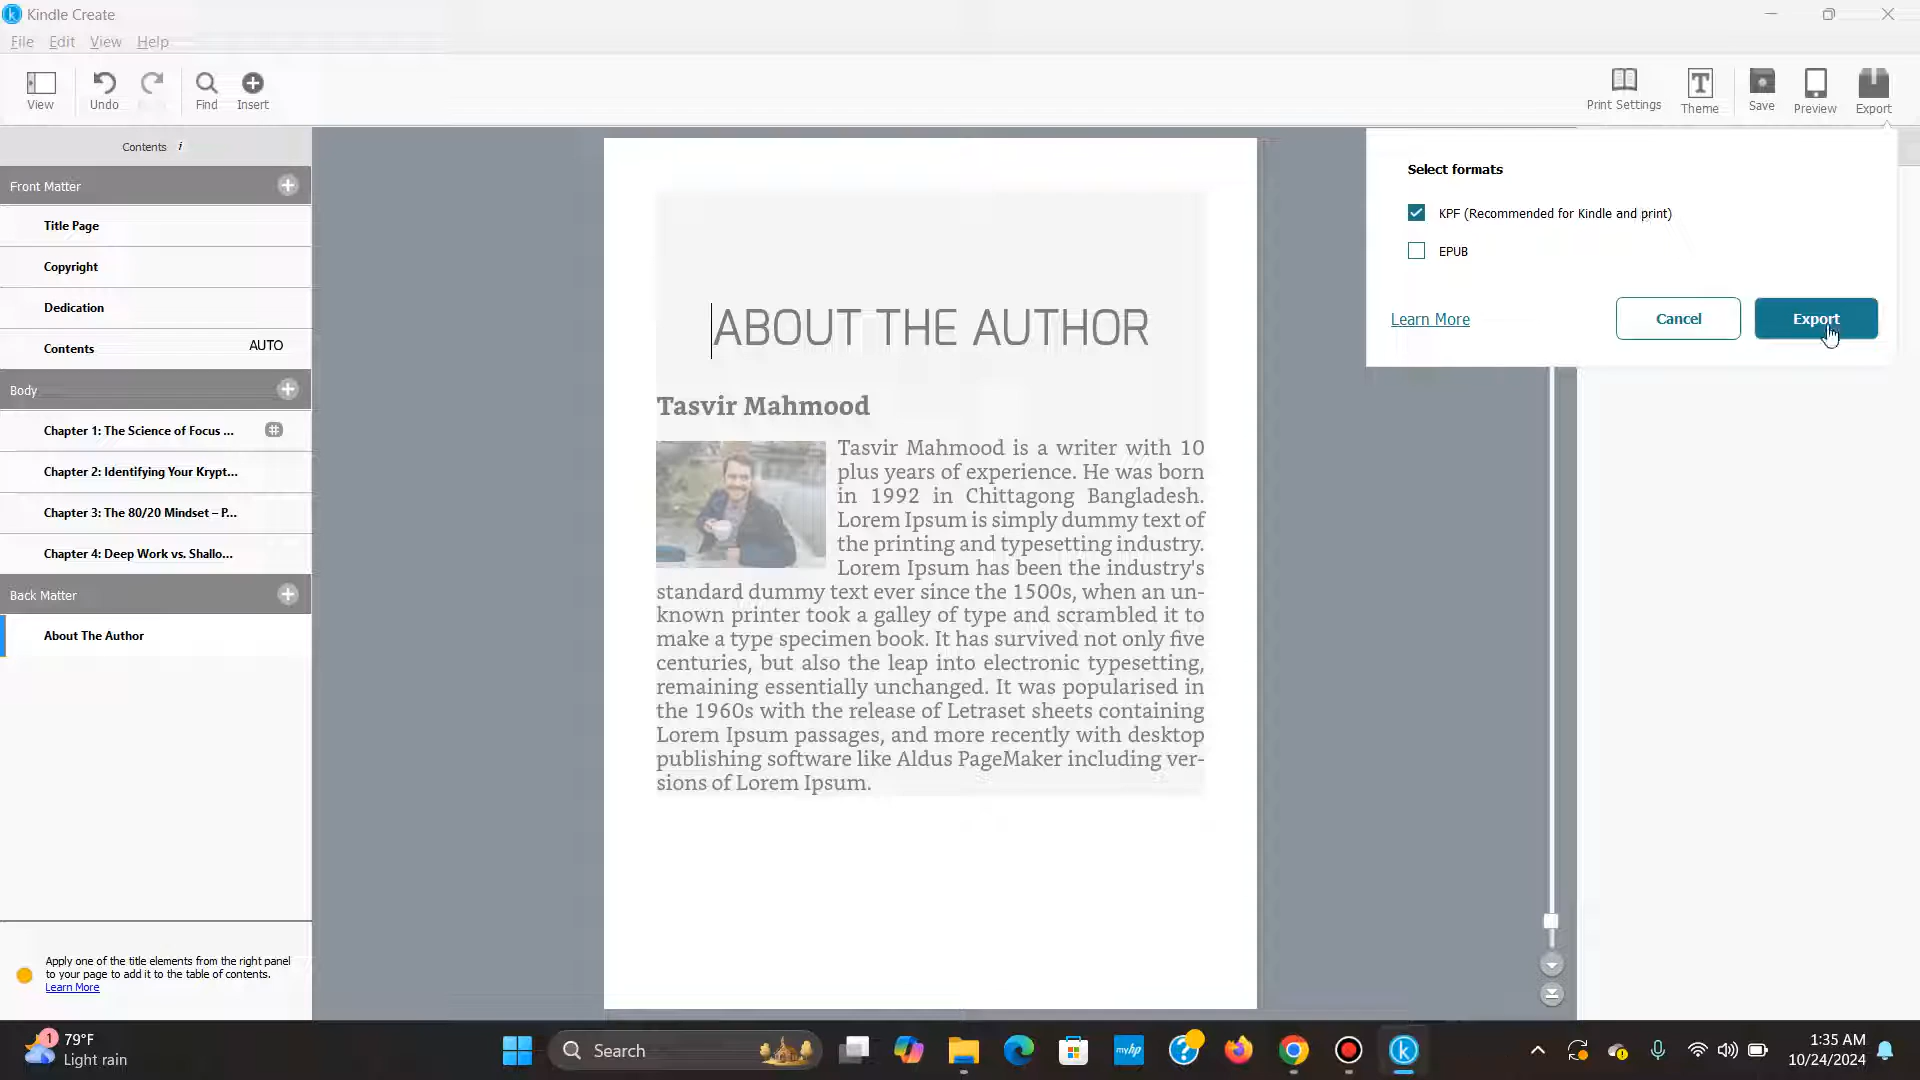 Kindle Create
File Edit View Help
View Undo Find Insert
Print Settings Theme Save Preview Export
Contents i
Front Matter
Title Page
Copyright
Dedication
Contents AUTO
Body
Chapter 1: The Science of Focus ... #
Chapter 2: Identifying Your Krypt...
Chapter 3: The 80/20 Mindset – P...
Chapter 4: Deep Work vs. Shallo...
Back Matter
About The Author
Apply one of the title elements from the right panel
to your page to add it to the table of contents.
Learn More
ABOUT THE AUTHOR
Tasvir Mahmood
Tasvir Mahmood is a writer with 10
plus years of experience. He was born
in 1992 in Chittagong Bangladesh.
Lorem Ipsum is simply dummy text of
the printing and typesetting industry.
Lorem Ipsum has been the industry's
standard dummy text ever since the 1500s, when an un-
known printer took a galley of type and scrambled it to
make a type specimen book. It has survived not only five
centuries, but also the leap into electronic typesetting,
remaining essentially unchanged. It was popularised in
the 1960s with the release of Letraset sheets containing
Lorem Ipsum passages, and more recently with desktop
publishing software like Aldus PageMaker including ver-
sions of Lorem Ipsum.
Select formats
KPF (Recommended for Kindle and print)
EPUB
Learn More Cancel Export
1 79°F
Light rain
Search
myhp
1:35 AM
10/24/2024